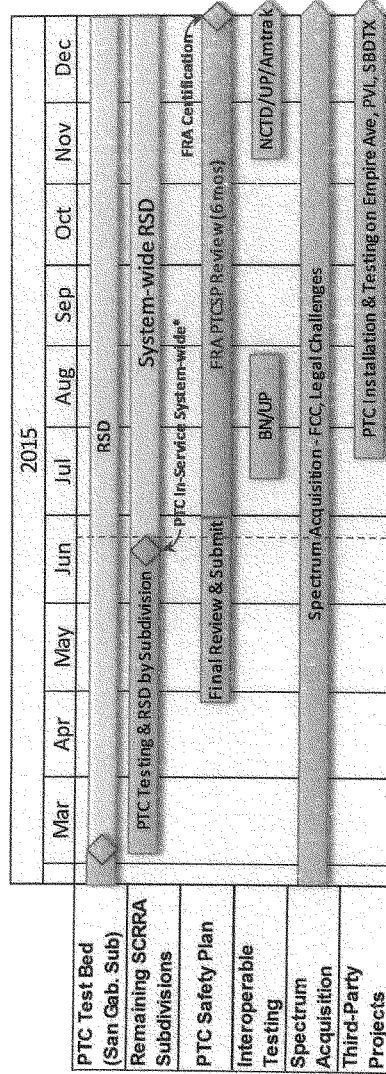 2015
Mar Apr May Jun Jul Aug Sep Oct Nov Dec
PTC Test Bed
(San Gab. Sub)
RSD
Remaining SCRRA
Subdivisions
PTC Testing & RSD by Subdivision
System-wide RSD
PTC In-Service System-wide*
PTC Safety Plan
Final Review & Submit
FRA PTCSP Review (6 mos)
FRA Certification
Interoperable
Testing
BN/UP
NCTD/UP/Amtrak
Spectrum
Acquisition
Spectrum Acquisition - FCC, Legal Challenges
Third-Party
Projects
PTC Installation & Testing on Empire Ave, PVL, SBDTX